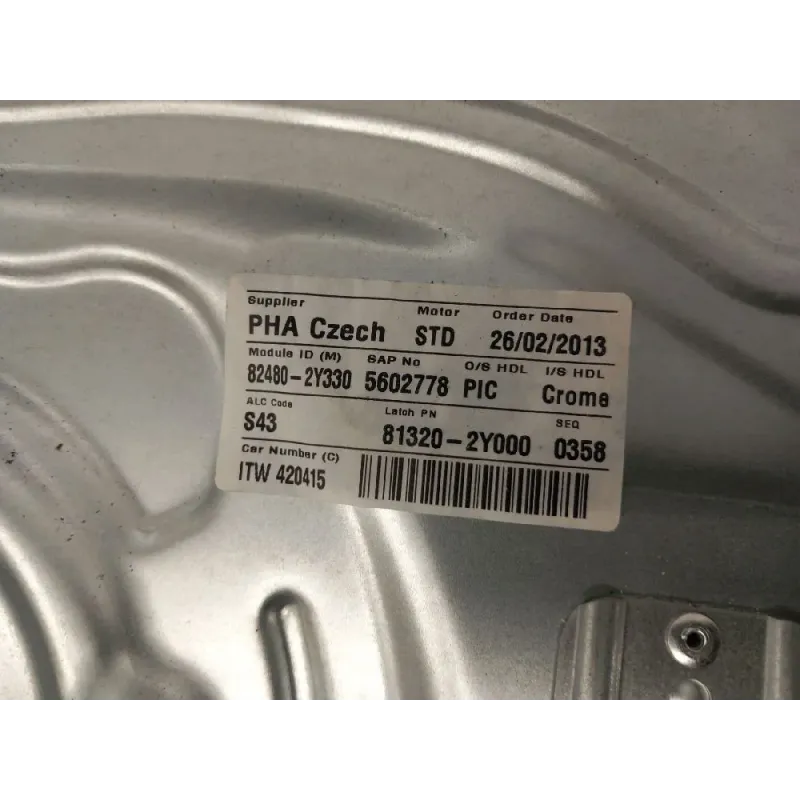 Supplier Motor Order Date
PHA Czech STD 26/02/2013
Module ID (M) SAP No O/S HDL I/S HDL
82480-2Y330 5602778 PIC Crome
ALC Code Latch PN SEQ
S43 81320-2Y000 0358
Car Number (C)
ITW 420415